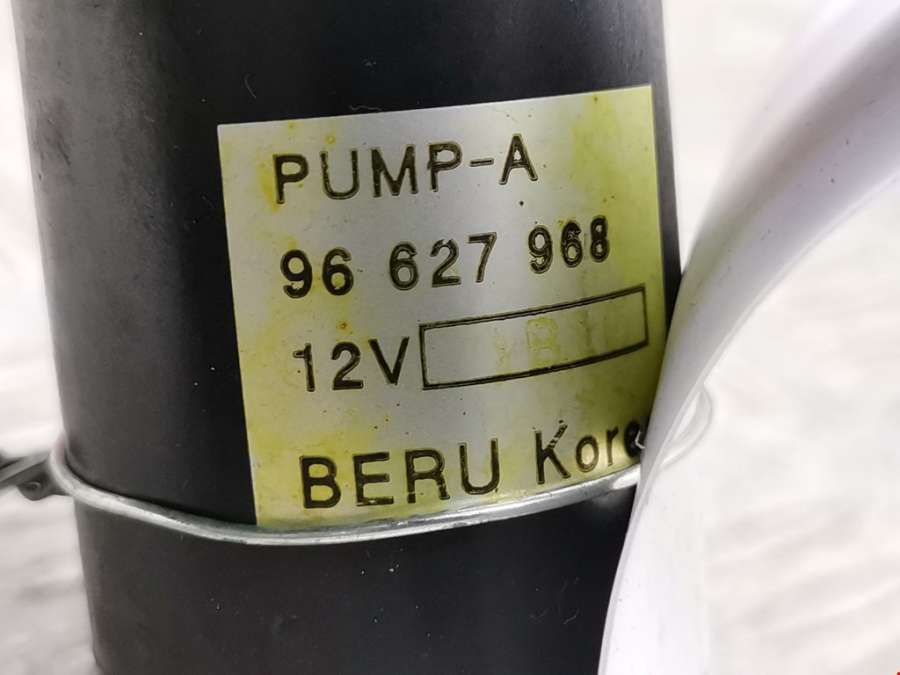 PUMP-A
96 627 968
12V
BERU Kore